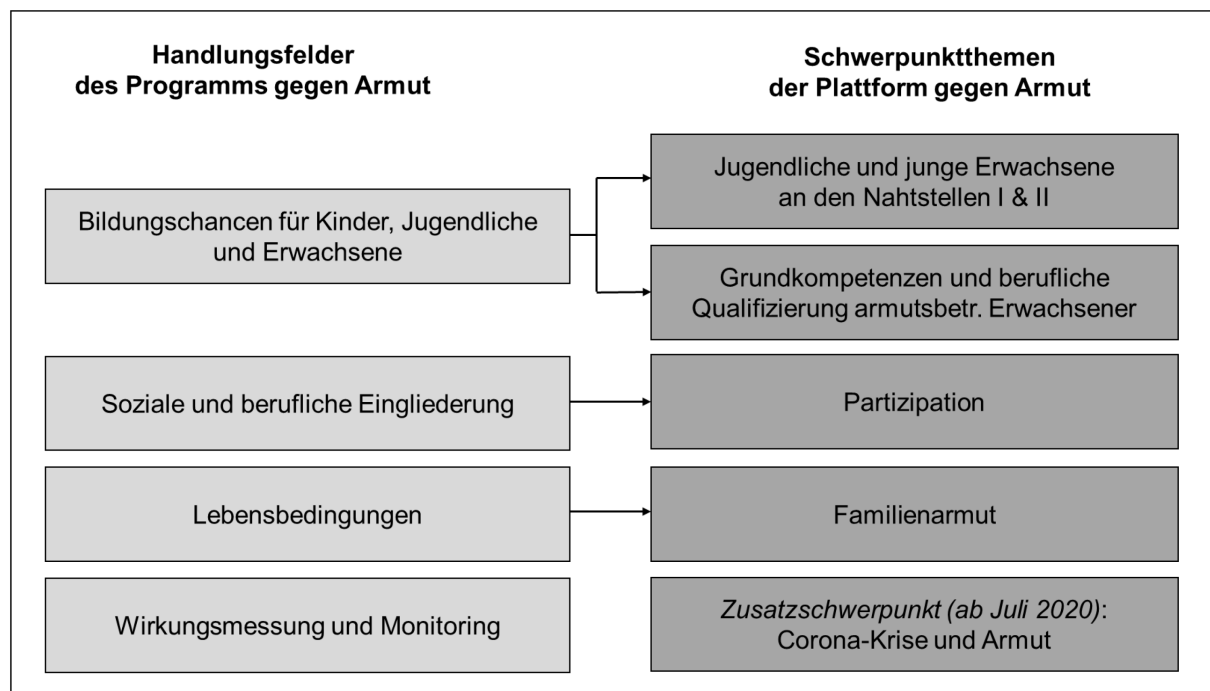 Handlungsfelder
des Programms gegen Armut
Schwerpunktthemen
der Plattform gegen Armut
Bildungschancen für Kinder, Jugendliche
und Erwachsene
Jugendliche und junge Erwachsene
an den Nahtstellen I & II
Grundkompetenzen und berufliche
Qualifizierung armutsbetr. Erwachsener
Soziale und berufliche Eingliederung
Partizipation
Lebensbedingungen
Familienarmut
Wirkungsmessung und Monitoring
Zusatzschwerpunkt (ab Juli 2020):
Corona-Krise und Armut